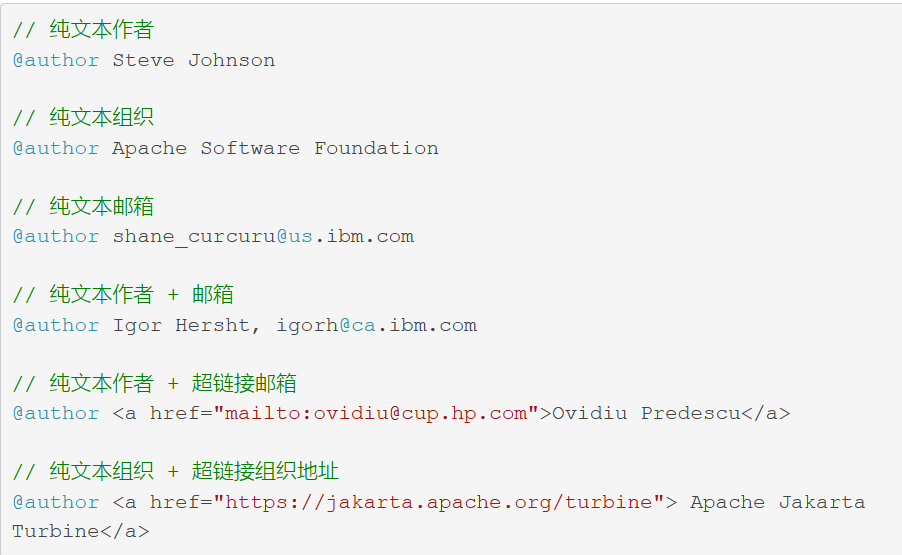 // 纯文本作者
@author Steve Johnson
// 纯文本组织
@author Apache Software Foundation
// 纯文本邮箱
@author shane_curcuru@us.ibm.com
// 纯文本作者 + 邮箱
@author Igor Hersht, igorh@ca.ibm.com
// 纯文本作者 + 超链接邮箱
@author <a href="mailto:ovidiu@cup.hp.com">Ovidiu Predescu</a>
// 纯文本组织 + 超链接组织地址
@author <a href="https://jakarta.apache.org/turbine"> Apache Jakarta
Turbine</a>